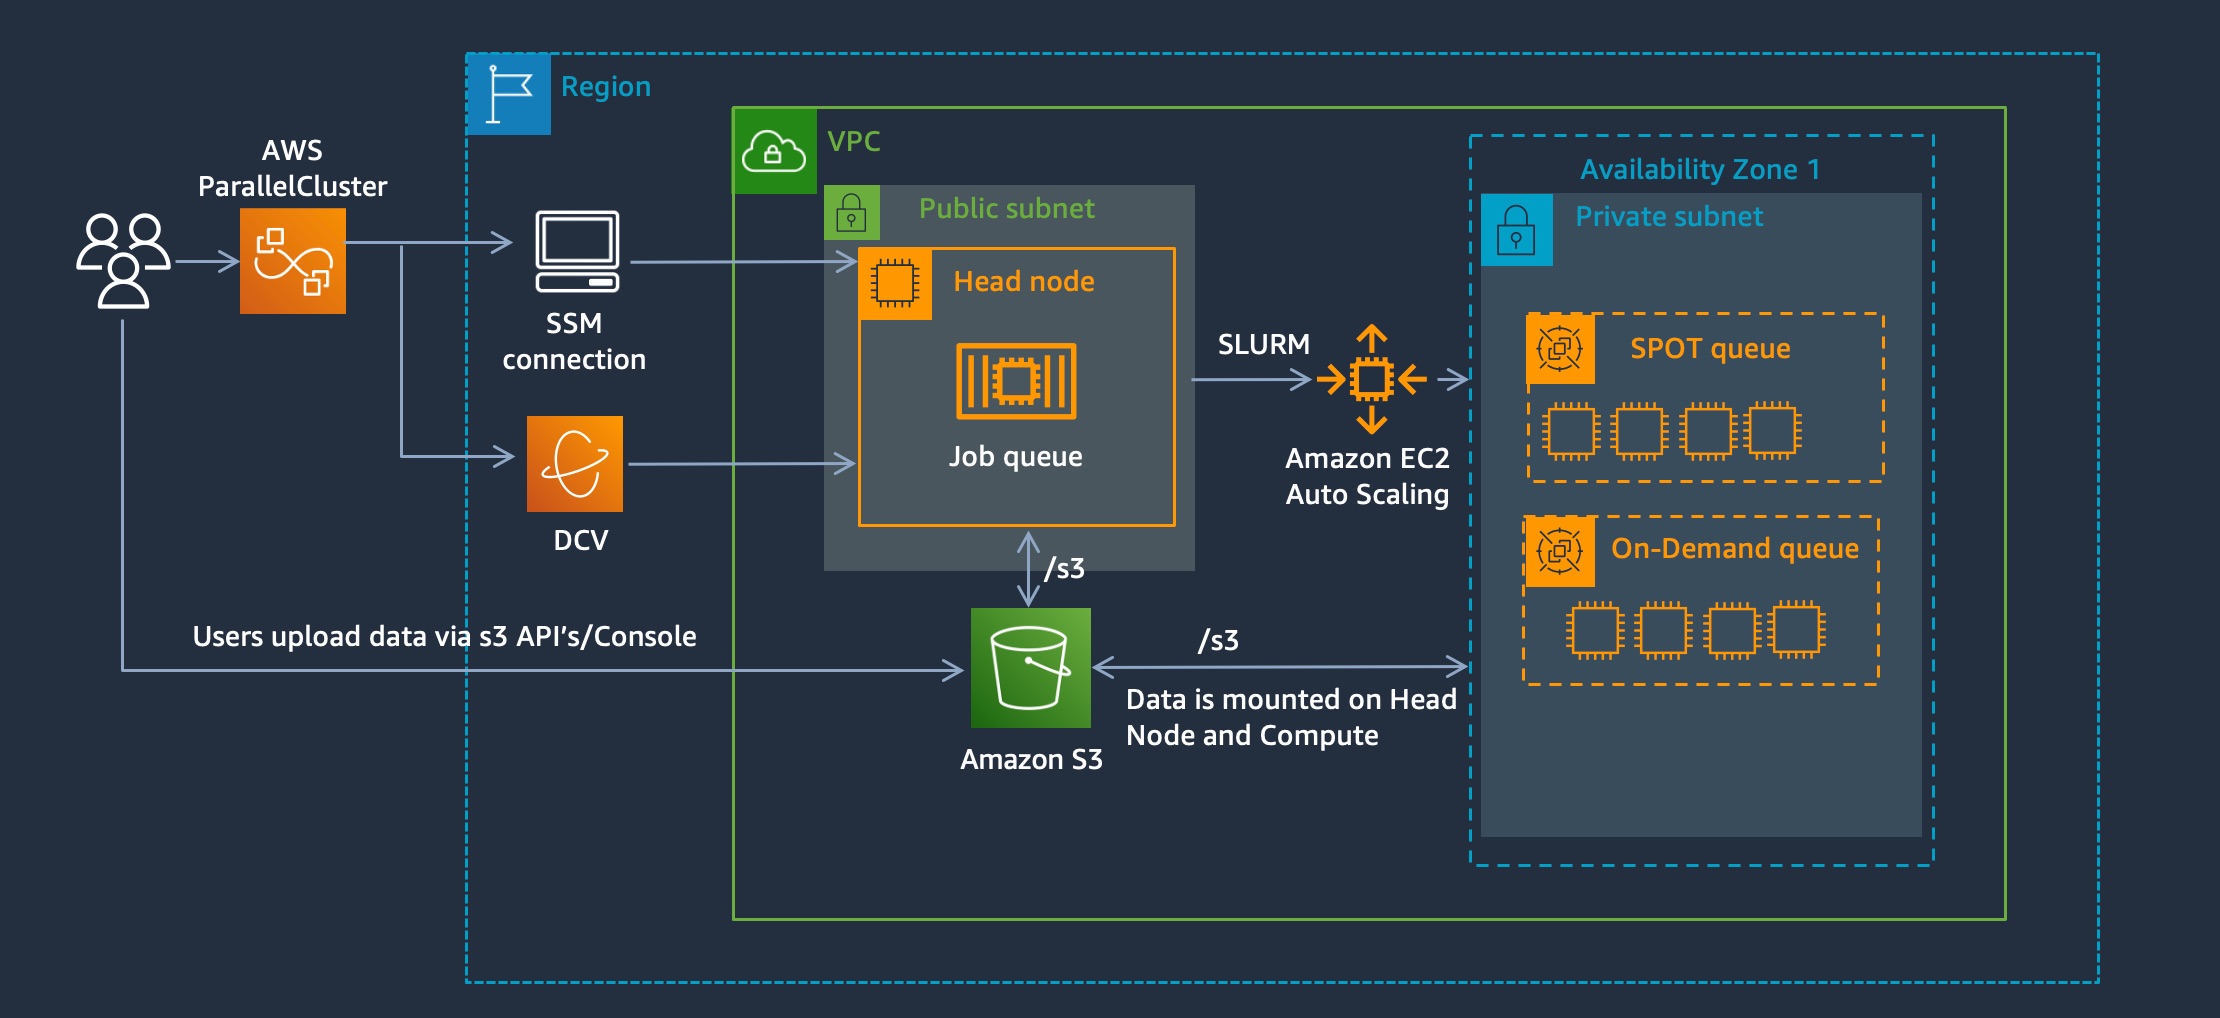 Region
AWS
ParallelCluster
VPC
Availability Zone 1
Public subnet
Private subnet
Head node
SSM
connection
SLURM
SPOT queue
Job queue
Amazon EC2
Auto Scaling
DCV
On-Demand queue
/s3
Users upload data via s3 API's/Console
/s3
Data is mounted on Head
Node and Compute
Amazon S3